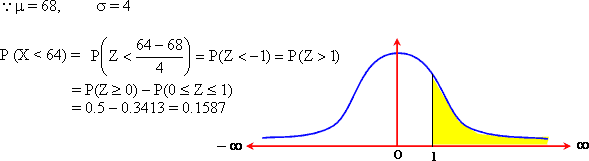 ∵ μ = 68, σ = 4
P (X < 64) = P(Z < (64 − 68)/4) = P(Z < −1) = P(Z > 1)
= P(Z ≥ 0) − P(0 ≤ Z ≤ 1)
= 0.5 − 0.3413 = 0.1587
− ∞ 0 1 ∞